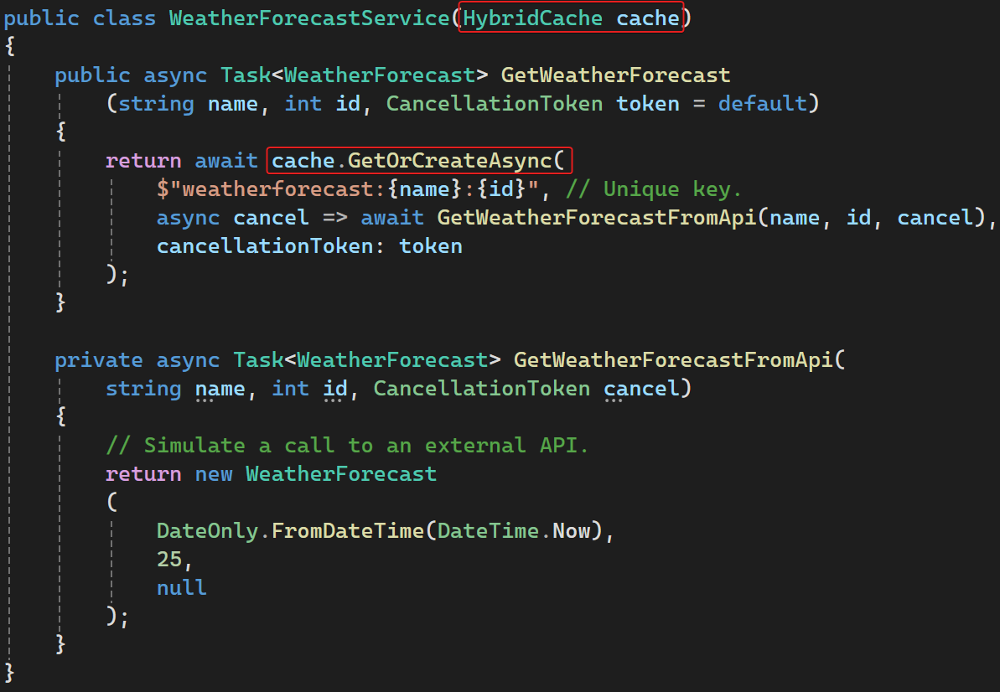 public class WeatherForecastService(HybridCache cache)
{
    public async Task<WeatherForecast> GetWeatherForecast
        (string name, int id, CancellationToken token = default)
    {
        return await cache.GetOrCreateAsync(
            $"weatherforecast:{name}:{id}", // Unique key.
            async cancel => await GetWeatherForecastFromApi(name, id, cancel),
            cancellationToken: token
        );
    }

    private async Task<WeatherForecast> GetWeatherForecastFromApi(
        string name, int id, CancellationToken cancel)
    {
        // Simulate a call to an external API.
        return new WeatherForecast
        (
            DateOnly.FromDateTime(DateTime.Now),
            25,
            null
        );
    }
}